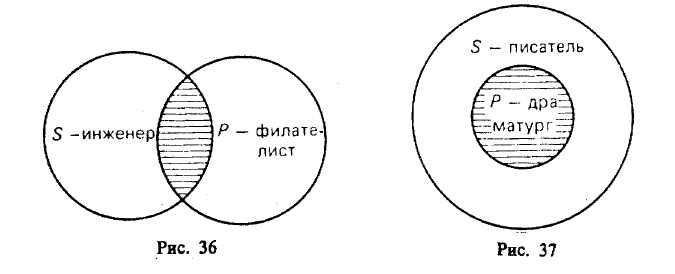 S – инженер
P – филате-
лист
Рис. 36
S – писатель
P – дра
матург
Рис. 37